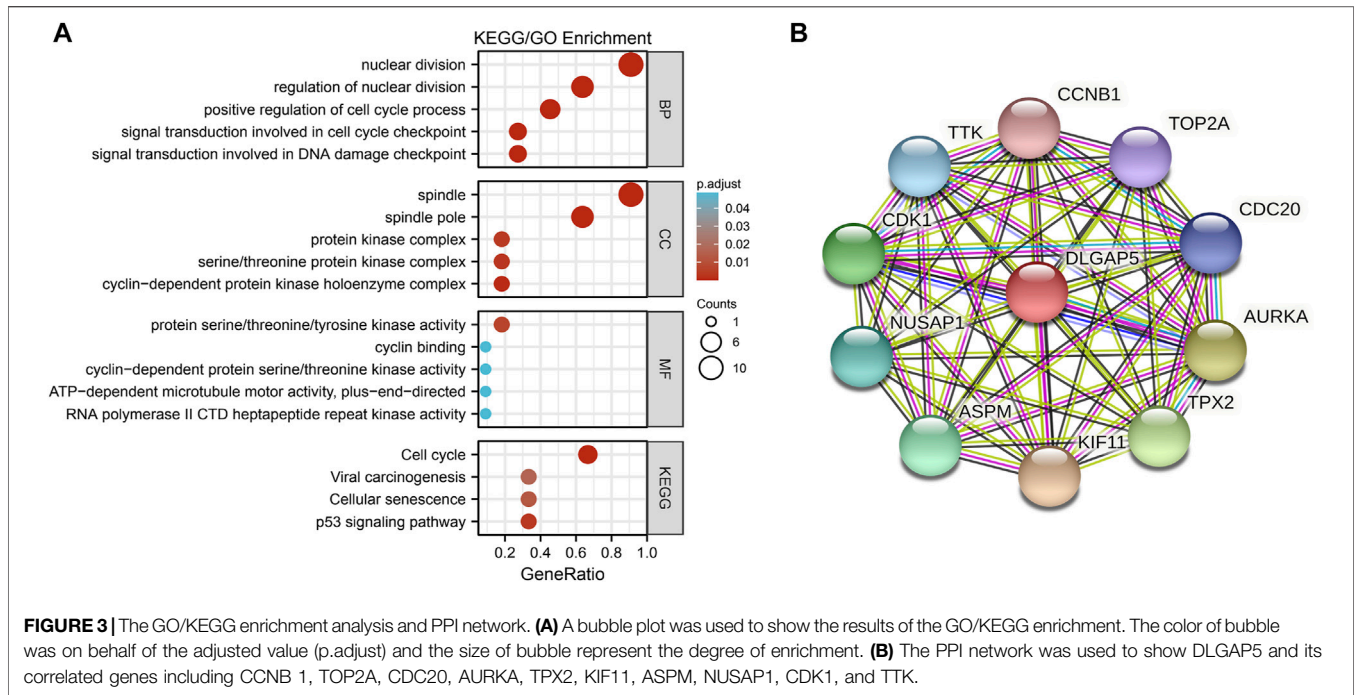 A
KEGG/GO Enrichment
nuclear division
regulation of nuclear division
positive regulation of cell cycle process
signal transduction involved in cell cycle checkpoint
signal transduction involved in DNA damage checkpoint
BP
spindle
spindle pole
protein kinase complex
serine/threonine protein kinase complex
cyclin−dependent protein kinase holoenzyme complex
CC
protein serine/threonine/tyrosine kinase activity
cyclin binding
cyclin−dependent protein serine/threonine kinase activity
ATP−dependent microtubule motor activity, plus−end−directed
RNA polymerase II CTD heptapeptide repeat kinase activity
MF
Cell cycle
Viral carcinogenesis
Cellular senescence
p53 signaling pathway
KEGG
0.2 0.4 0.6 0.8 1.0
GeneRatio
p.adjust
0.04
0.03
0.02
0.01
Counts
1
6
10
B
CCNB1
TTK
TOP2A
CDK1
CDC20
DLGAP5
NUSAP1
AURKA
ASPM
TPX2
KIF11
FIGURE 3 | The GO/KEGG enrichment analysis and PPI network. (A) A bubble plot was used to show the results of the GO/KEGG enrichment. The color of bubble
was on behalf of the adjusted value (p.adjust) and the size of bubble represent the degree of enrichment. (B) The PPI network was used to show DLGAP5 and its
correlated genes including CCNB 1, TOP2A, CDC20, AURKA, TPX2, KIF11, ASPM, NUSAP1, CDK1, and TTK.